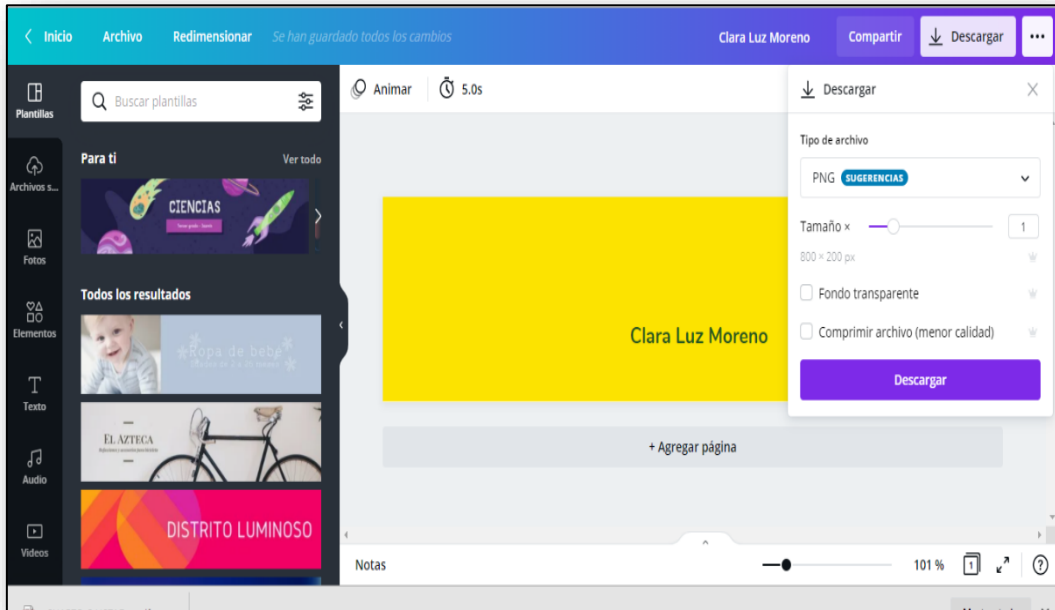 Inicio Archivo Redimensionar Se han guardado todos los cambios Clara Luz Moreno Compartir Descargar ...
Plantillas
Archivos s...
Fotos
Elementos
Texto
Audio
Videos
Buscar plantillas
Para ti Ver todo
CIENCIAS
Todos los resultados
Ropa de bebé
EL AZTECA
DISTRITO LUMINOSO
Animar 5.0s
Clara Luz Moreno
+ Agregar página
Notas 101 % 1 ?
Descargar
Tipo de archivo
PNG SUGERENCIAS
Tamaño × 1
800 × 200 px
Fondo transparente
Comprimir archivo (menor calidad)
Descargar